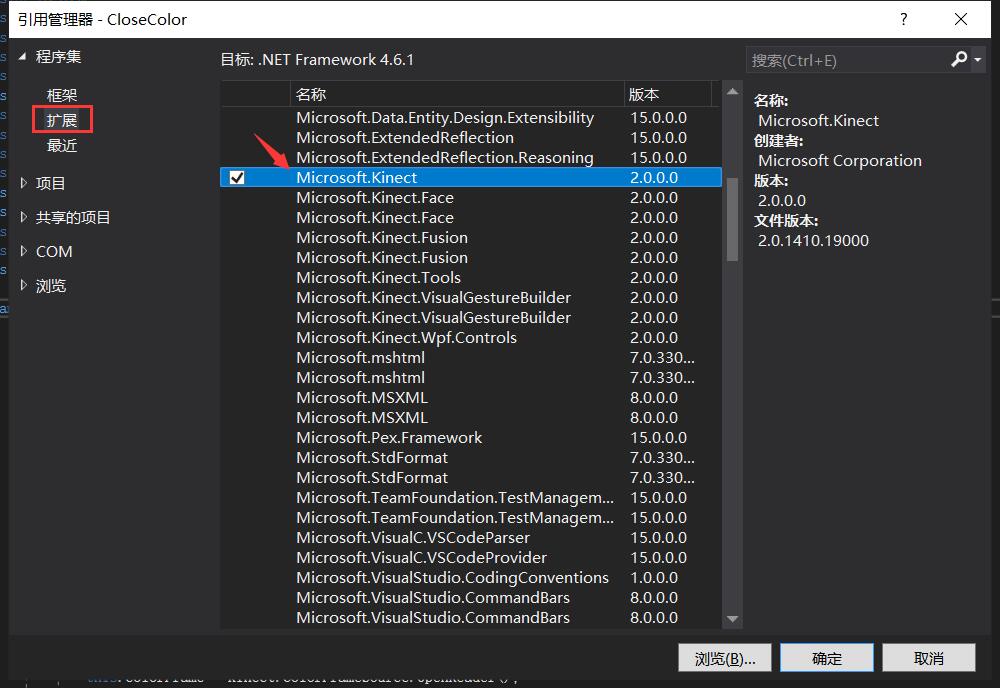 引用管理器 - CloseColor
?
程序集
框架
扩展
最近
项目
共享的项目
COM
浏览
目标: .NET Framework 4.6.1
名称 版本
Microsoft.Data.Entity.Design.Extensibility 15.0.0.0
Microsoft.ExtendedReflection 15.0.0.0
Microsoft.ExtendedReflection.Reasoning 15.0.0.0
Microsoft.Kinect 2.0.0.0
Microsoft.Kinect.Face 2.0.0.0
Microsoft.Kinect.Face 2.0.0.0
Microsoft.Kinect.Fusion 2.0.0.0
Microsoft.Kinect.Fusion 2.0.0.0
Microsoft.Kinect.Tools 2.0.0.0
Microsoft.Kinect.VisualGestureBuilder 2.0.0.0
Microsoft.Kinect.VisualGestureBuilder 2.0.0.0
Microsoft.Kinect.Wpf.Controls 2.0.0.0
Microsoft.mshtml 7.0.330...
Microsoft.mshtml 7.0.330...
Microsoft.MSXML 8.0.0.0
Microsoft.MSXML 8.0.0.0
Microsoft.Pex.Framework 15.0.0.0
Microsoft.StdFormat 7.0.330...
Microsoft.StdFormat 7.0.330...
Microsoft.TeamFoundation.TestManagem... 15.0.0.0
Microsoft.TeamFoundation.TestManagem... 15.0.0.0
Microsoft.VisualC.VSCodeParser 15.0.0.0
Microsoft.VisualC.VSCodeProvider 15.0.0.0
Microsoft.VisualStudio.CodingConventions 1.0.0.0
Microsoft.VisualStudio.CommandBars 8.0.0.0
Microsoft.VisualStudio.CommandBars 8.0.0.0
搜索(Ctrl+E)
名称:
Microsoft.Kinect
创建者:
Microsoft Corporation
版本:
2.0.0.0
文件版本:
2.0.1410.19000
浏览(B)... 确定 取消